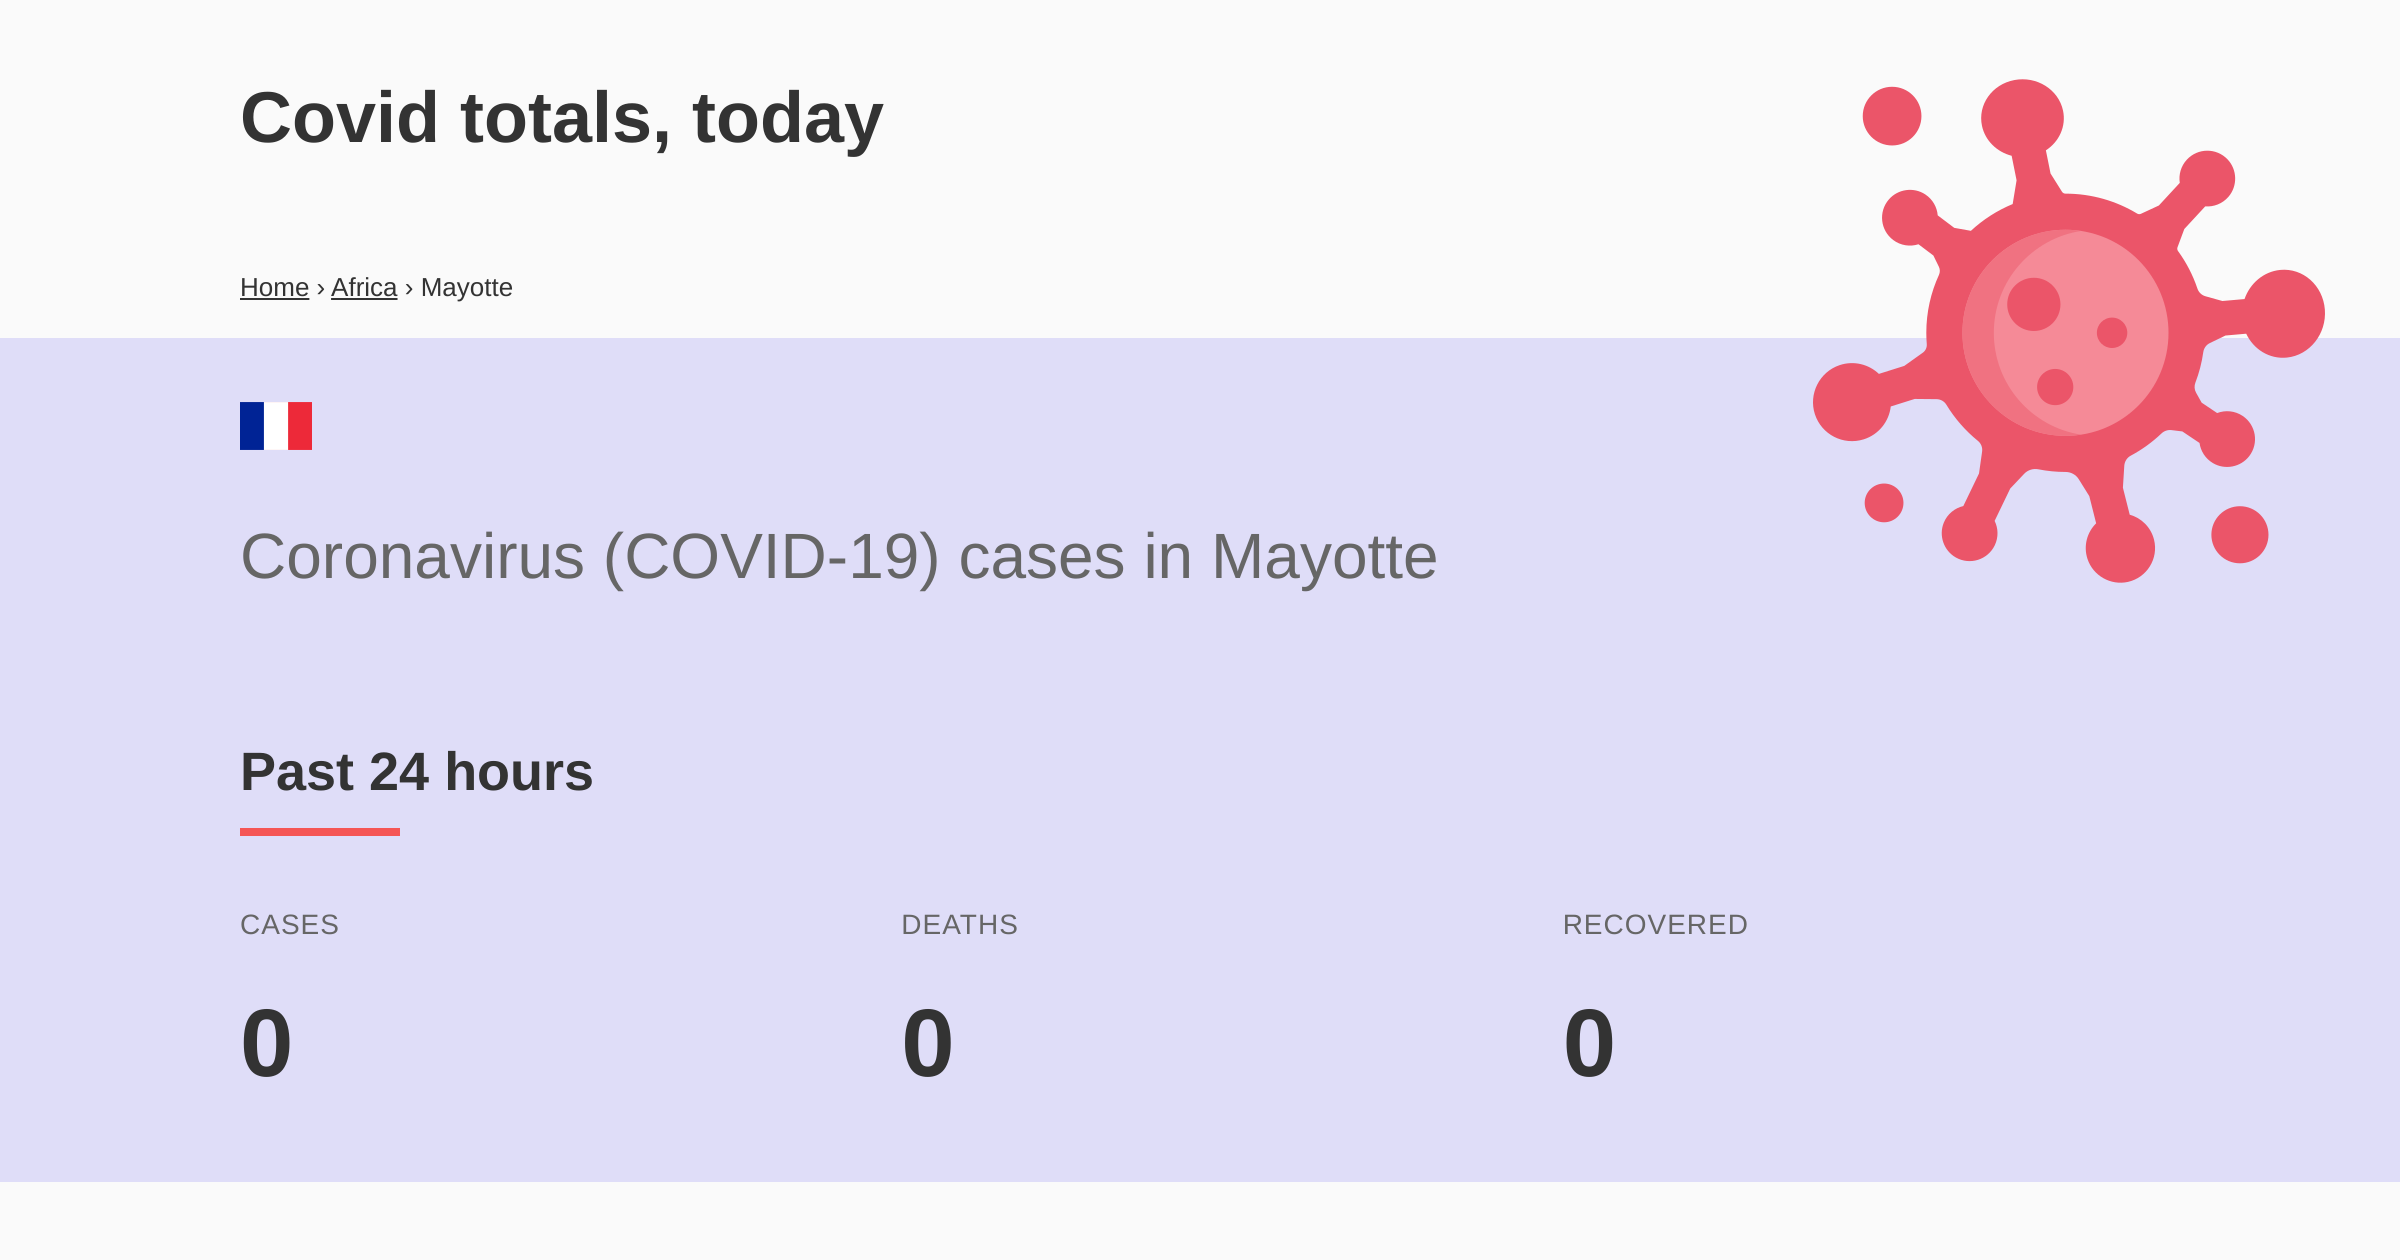 Covid totals, today
Home › Africa › Mayotte
Coronavirus (COVID-19) cases in Mayotte
Past 24 hours
CASES DEATHS RECOVERED
0 0 0